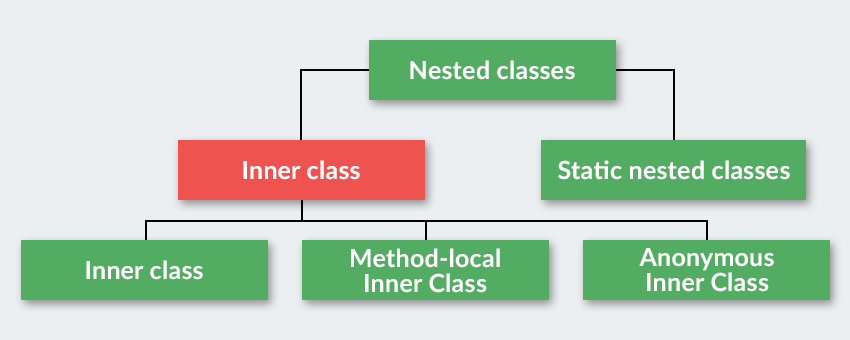 Nested classes
Inner class
Static nested classes
Inner class
Method-local
Inner Class
Anonymous
Inner Class